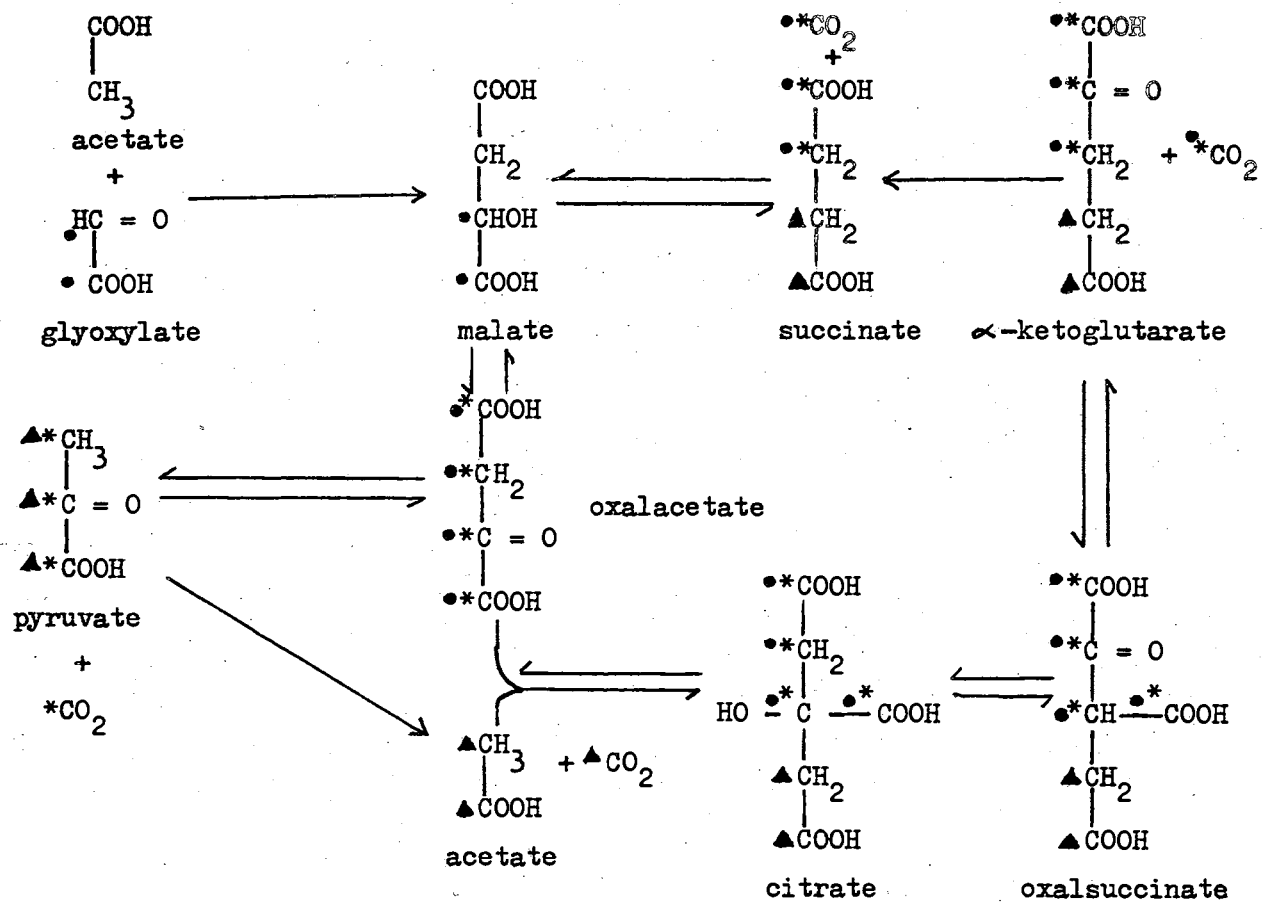 COOH
CH3
acetate
+
HC = O
• COOH
glyoxylate
COOH
CH2
•CHOH
•COOH
malate
•*CO2
+
•*COOH
•*CH2
▲CH2
▲COOH
succinate
•*COOH
•*C = O
•*CH2 + •*CO2
▲CH2
▲COOH
∝-ketoglutarate
▲*CH3
▲*C = O
▲*COOH
pyruvate
+
*CO2
•*COOH
•*CH2
oxalacetate
•*C = O
•*COOH
▲CH3 + ▲CO2
▲COOH
acetate
•*COOH
•*CH2
HO – •*C – •*COOH
▲CH2
▲COOH
citrate
•*COOH
•*C = O
•*CH – •*COOH
▲CH2
▲COOH
oxalsuccinate